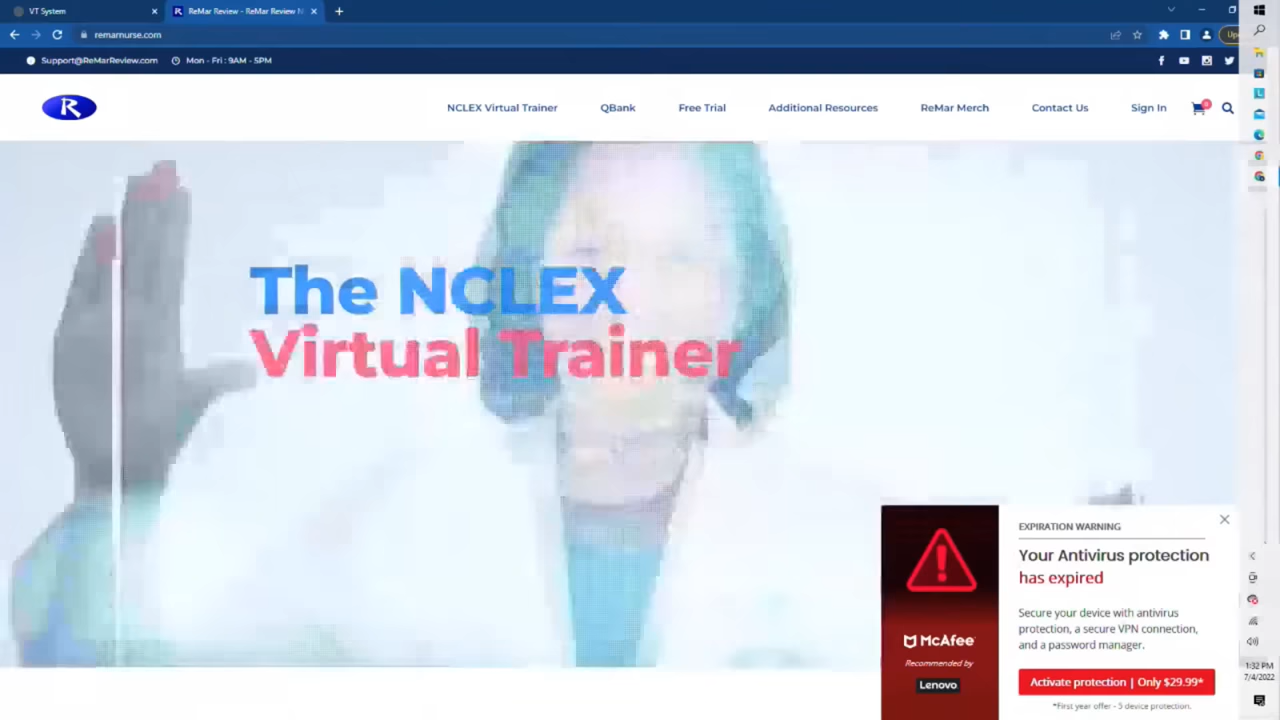 VT System
ReMar Review - ReMar Review N
remarnurse.com
Support@ReMarReview.com
Mon - Fri : 9AM - 5PM
R
NCLEX Virtual Trainer
QBank
Free Trial
Additional Resources
ReMar Merch
Contact Us
Sign In
The NCLEX
Virtual Trainer
EXPIRATION WARNING
Your Antivirus protection
has expired
Secure your device with antivirus
protection, a secure VPN connection,
and a password manager.
McAfee
Recommended by
Lenovo
Activate protection | Only $29.99*
*First year offer - 5 device protection.
1:32 PM
7/4/2022